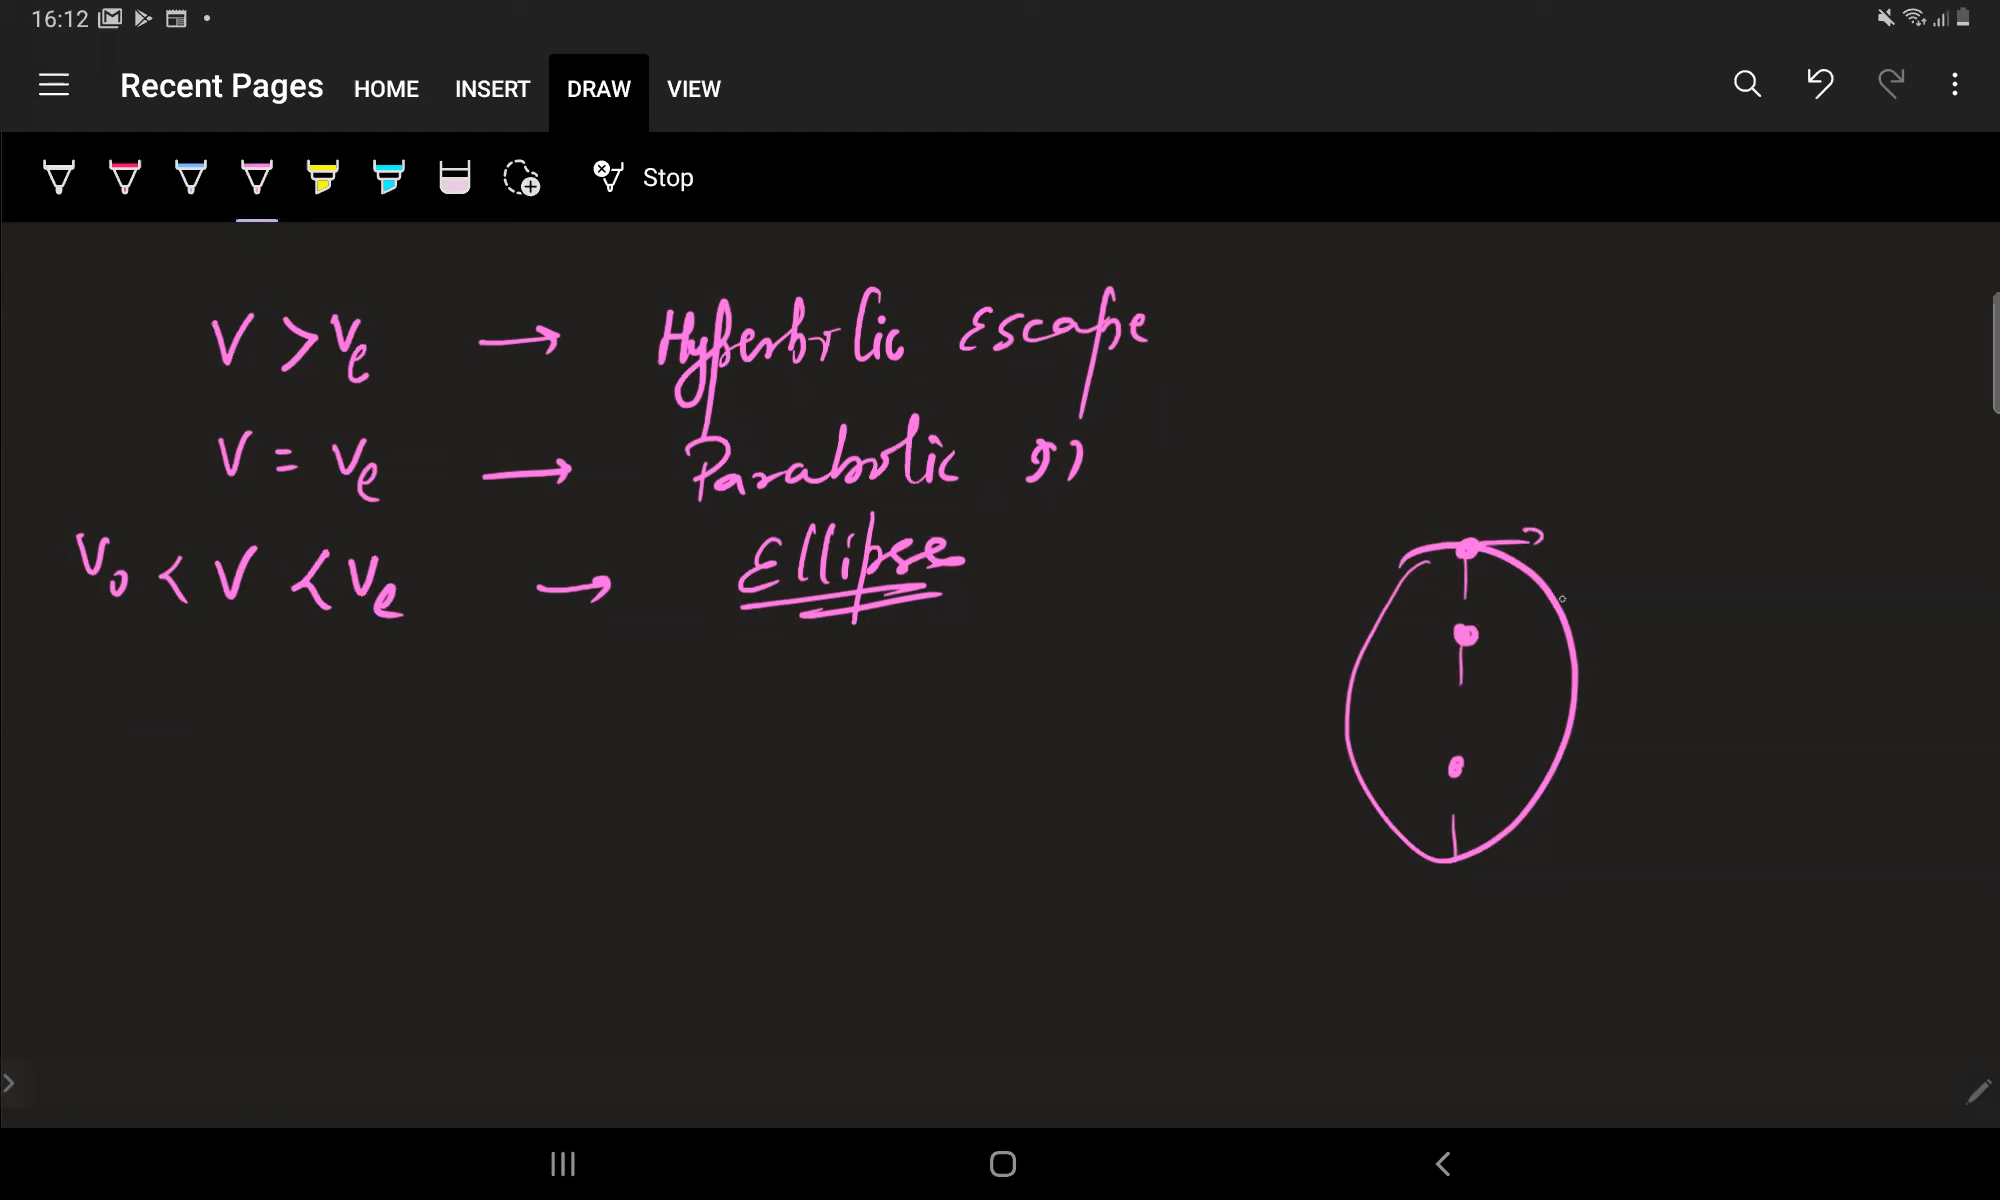 16:12
Recent Pages HOME INSERT DRAW VIEW
Stop
V > Ve → Hyperbolic Escape
V = Ve → Parabolic ")
V₀ < V < Ve → Ellipse